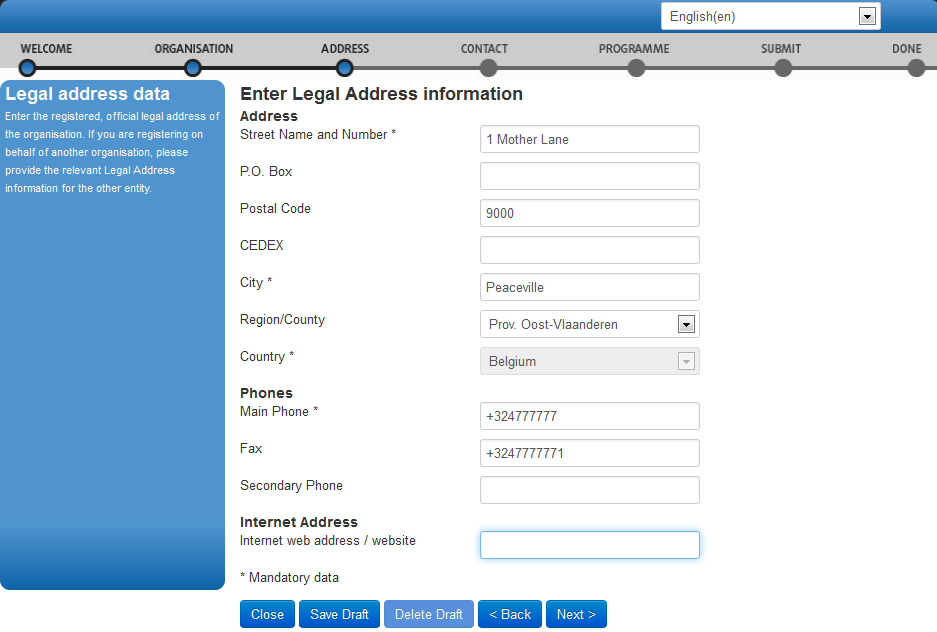 English(en)
WELCOME ORGANISATION ADDRESS CONTACT PROGRAMME SUBMIT DONE
Legal address data
Enter the registered, official legal address of
the organisation. If you are registering on
behalf of another organisation, please
provide the relevant Legal Address
information for the other entity.
Enter Legal Address information
Address
Street Name and Number * 1 Mother Lane
P.O. Box
Postal Code 9000
CEDEX
City * Peaceville
Region/County Prov. Oost-Vlaanderen
Country * Belgium
Phones
Main Phone * +324777777
Fax +3247777771
Secondary Phone
Internet Address
Internet web address / website
* Mandatory data
Close Save Draft Delete Draft < Back Next >